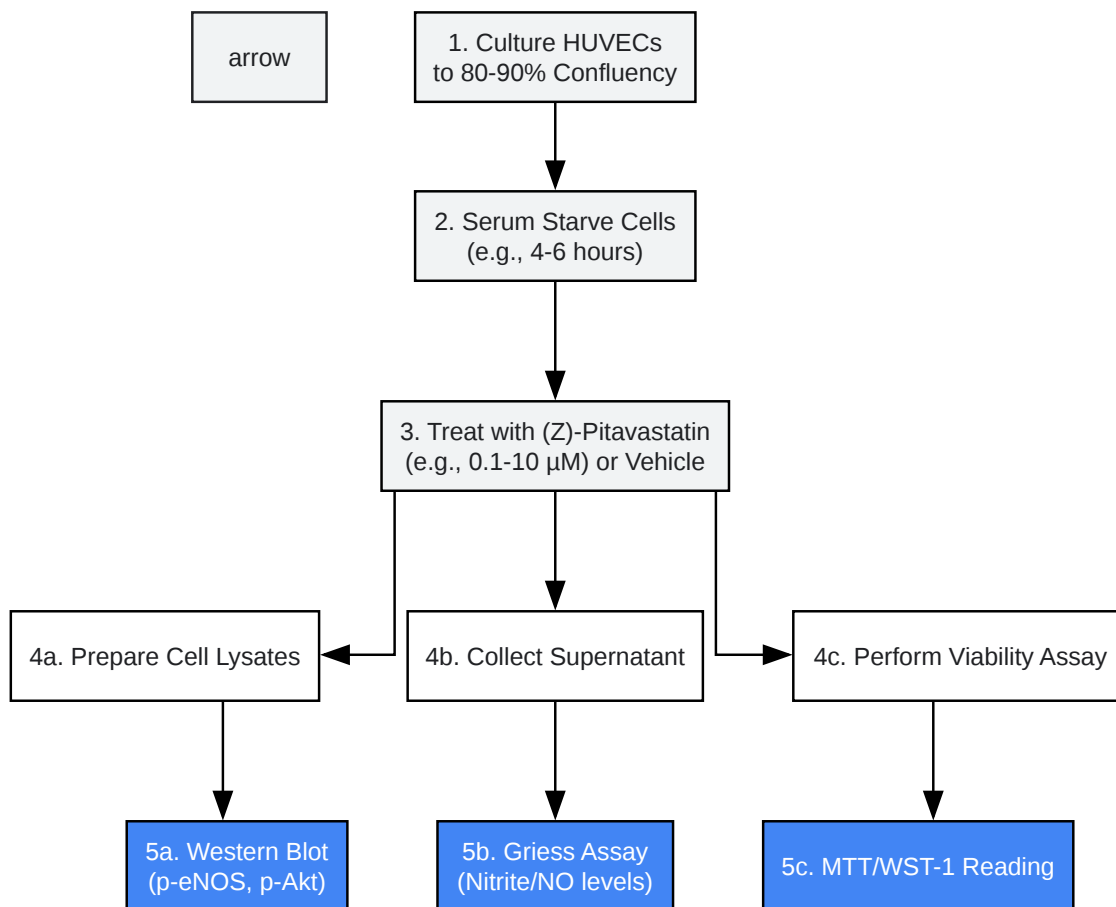 arrow
1. Culture HUVECs
to 80-90% Confluency
2. Serum Starve Cells
(e.g., 4-6 hours)
3. Treat with (Z)-Pitavastatin
(e.g., 0.1-10 µM) or Vehicle
4a. Prepare Cell Lysates
4b. Collect Supernatant
4c. Perform Viability Assay
5a. Western Blot
(p-eNOS, p-Akt)
5b. Griess Assay
(Nitrite/NO levels)
5c. MTT/WST-1 Reading